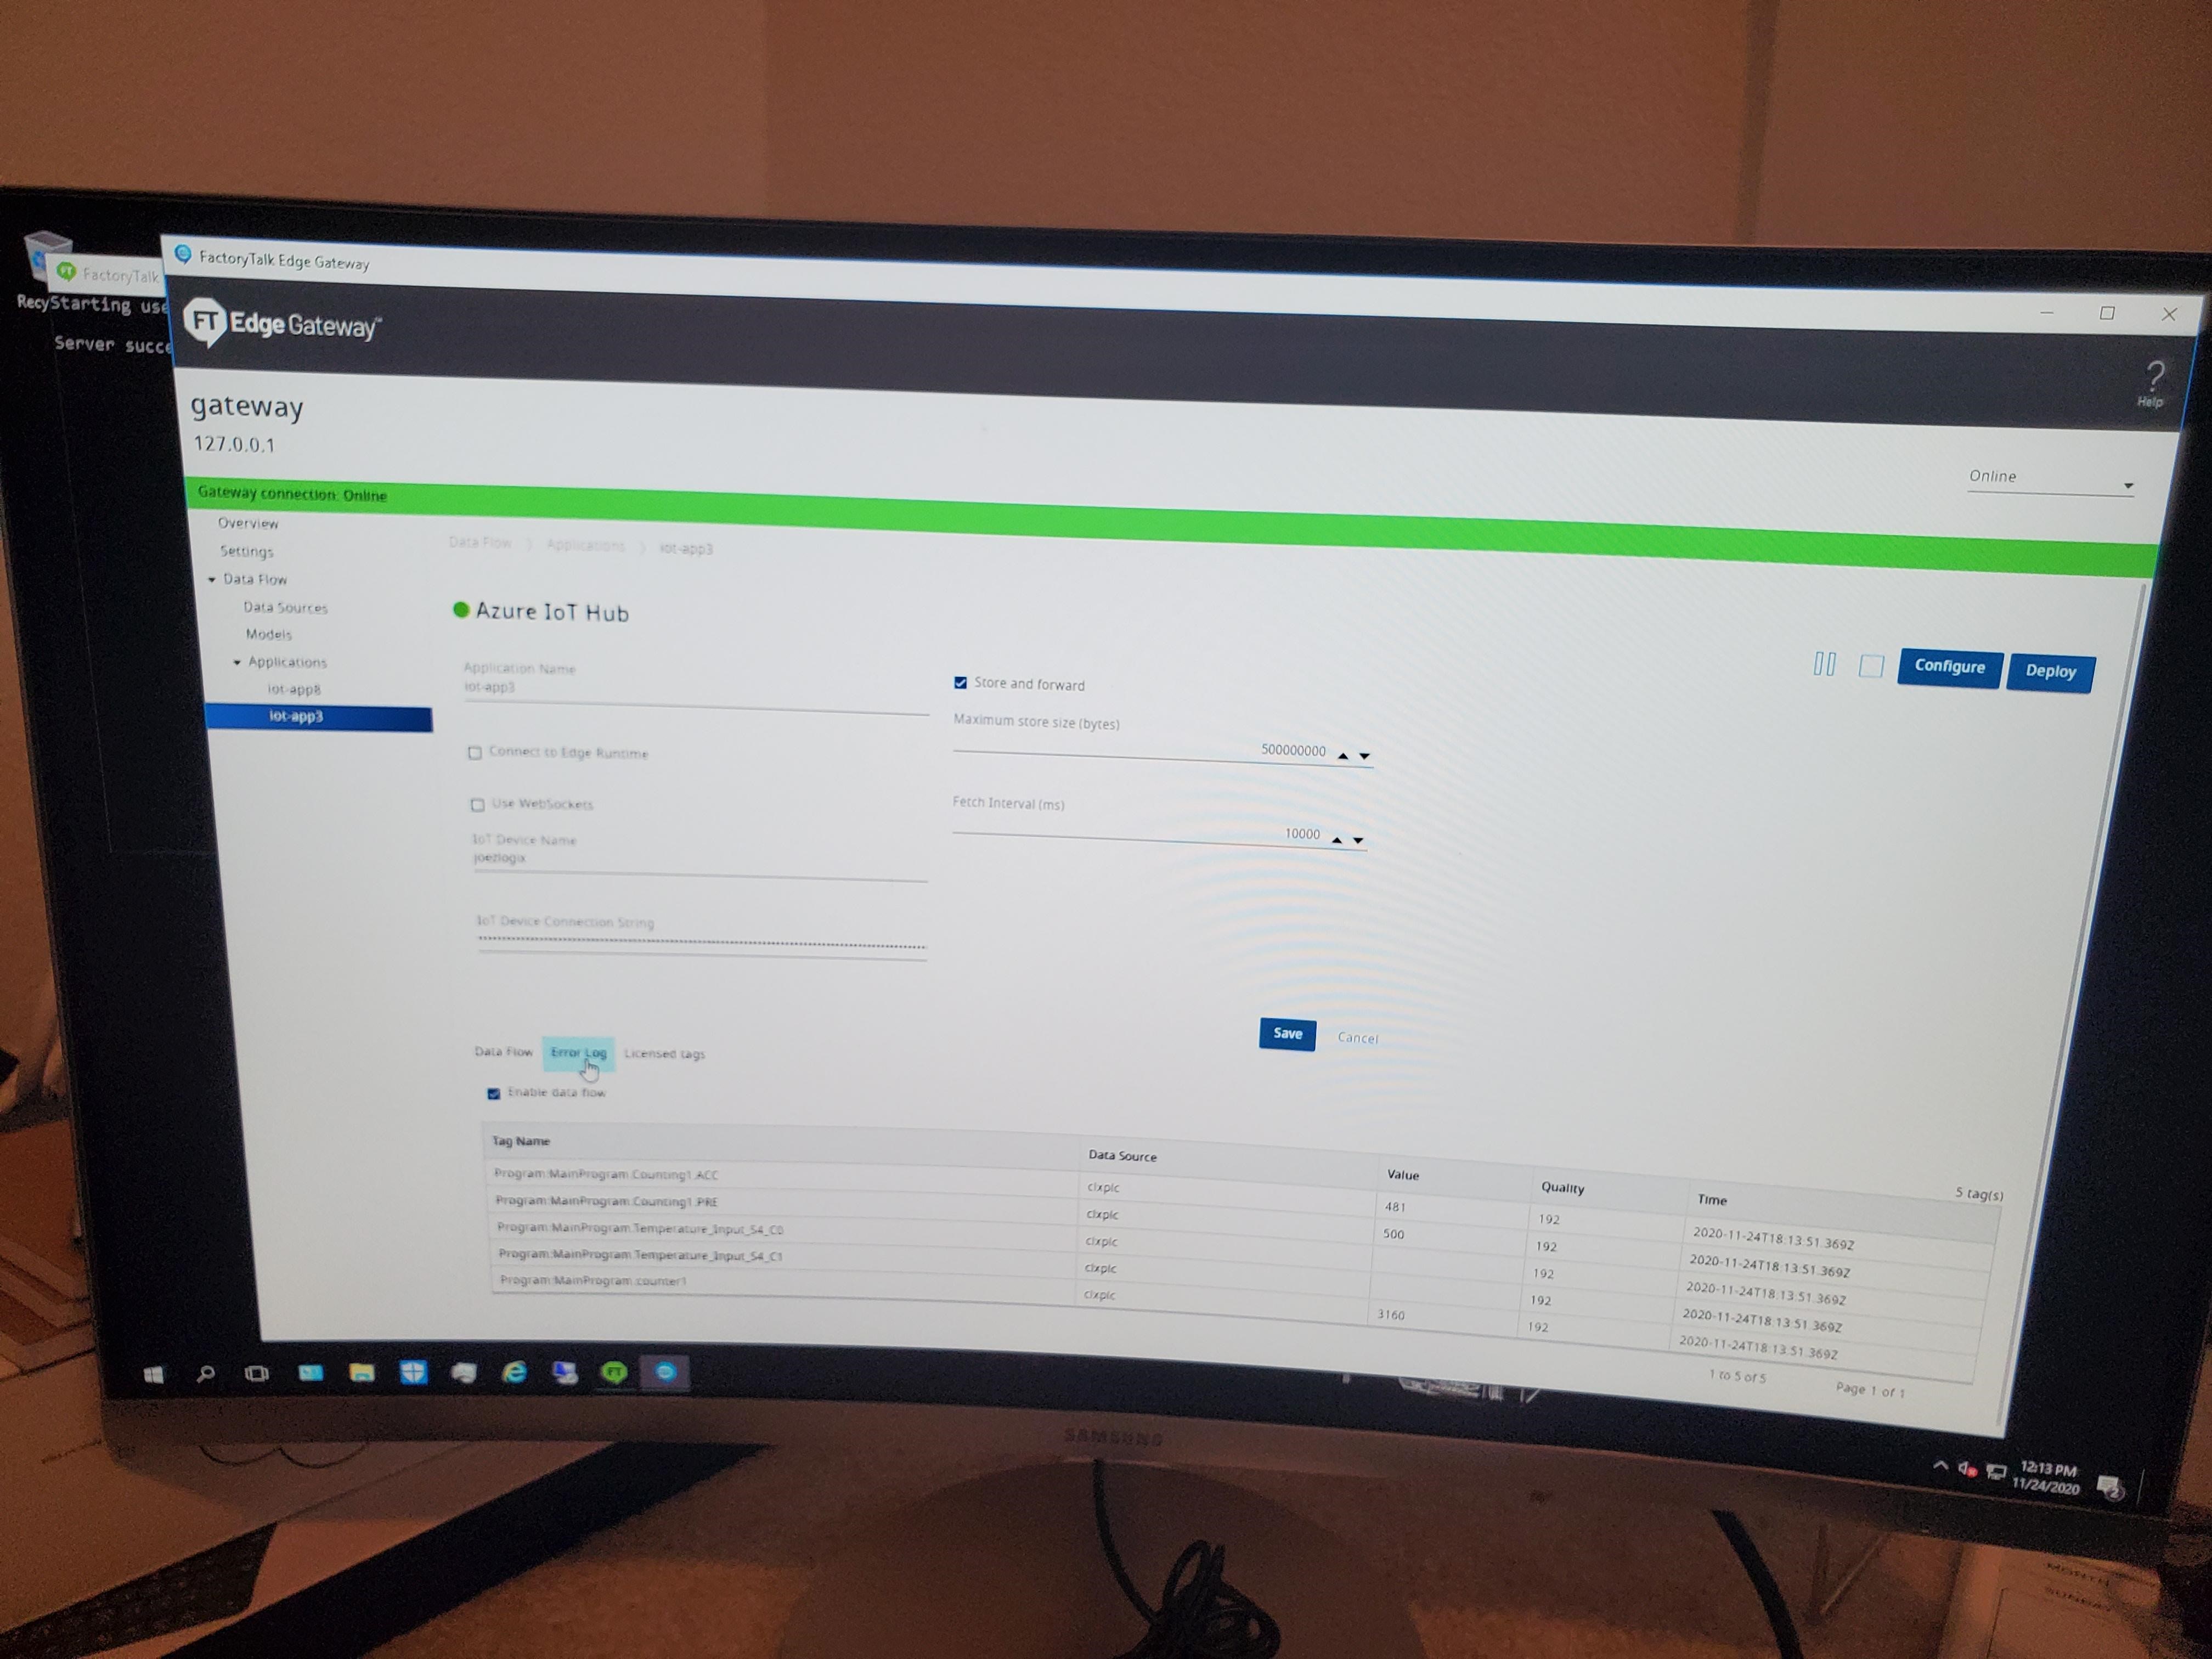 FactoryTalk
RecyStarting use
Server succe
FactoryTalk Edge Gateway
FT Edge Gateway™
?
Help
gateway
127.0.0.1
Online
Gateway connection: Online
Overview
Settings
Data Flow
Data Sources
Models
Applications
iot-app8
iot-app3
Data Flow > Applications > iot-app3
Azure IoT Hub
Configure
Deploy
Application Name
iot-app3
Connect to Edge Runtime
Use WebSockets
IoT Device Name
joezlogix
IoT Device Connection String
Store and forward
Maximum store size (bytes)
500000000
Fetch Interval (ms)
10000
Save
Cancel
Data Flow Error Log Licensed tags
Enable data flow
5 tag(s)
Tag Name Data Source Value Quality Time
Program:MainProgram.Counting1.ACC clxplc 481 192 2020-11-24T18:13:51.369Z
Program:MainProgram.Counting1.PRE clxplc 500 192 2020-11-24T18:13:51.369Z
Program:MainProgram.Temperature_Input_S4_C0 clxplc 192 2020-11-24T18:13:51.369Z
Program:MainProgram.Temperature_Input_S4_C1 clxplc 192 2020-11-24T18:13:51.369Z
Program:MainProgram.counter1 clxplc 3160 192 2020-11-24T18:13:51.369Z
1 to 5 of 5 Page 1 of 1
FT
12:13 PM
11/24/2020
2
SAMSUNG
MONTH
SUNDAY